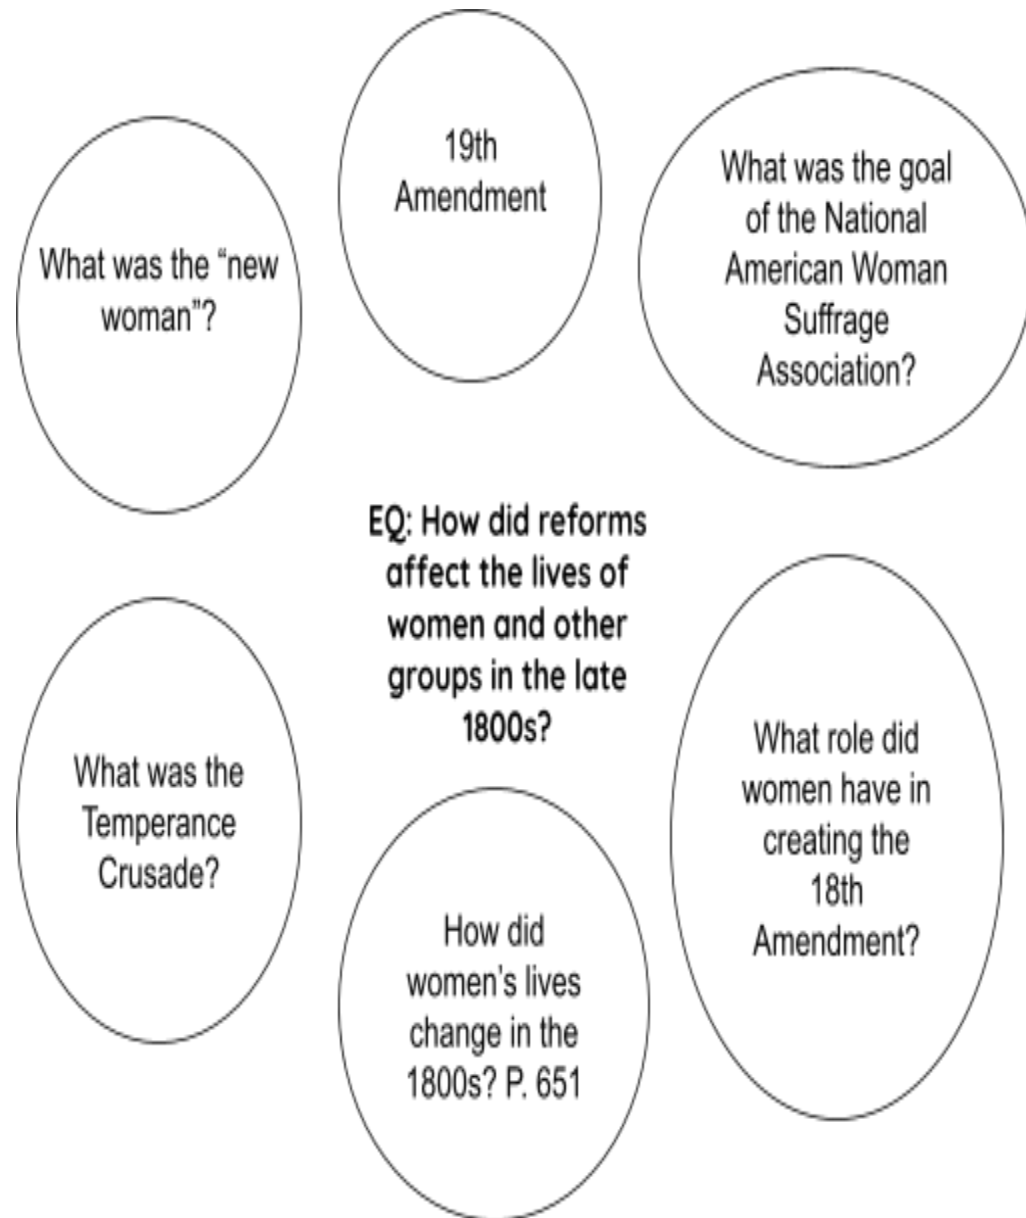 19th
Amendment
What was the goal
of the National
American Woman
Suffrage
Association?
What was the “new
woman”?
EQ: How did reforms
affect the lives of
women and other
groups in the late
1800s?
What was the
Temperance
Crusade?
What role did
women have in
creating the
18th
Amendment?
How did
women’s lives
change in the
1800s? P. 651